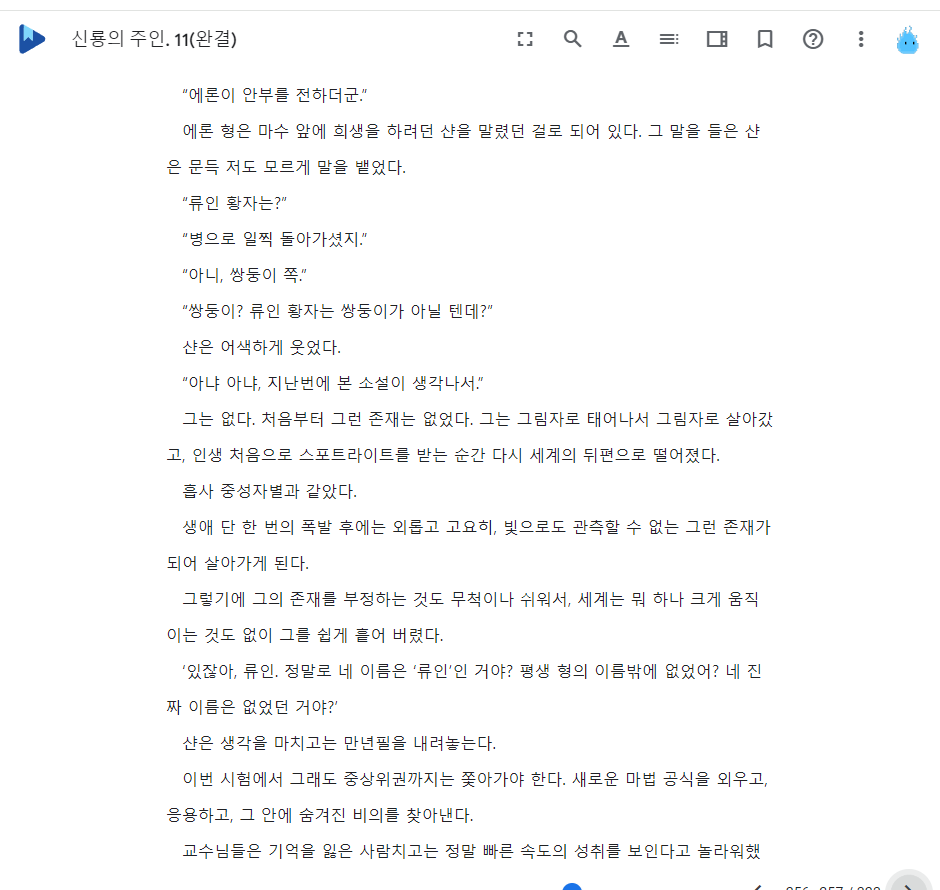 신룡의 주인. 11(완결)
“에론이 안부를 전하더군.”
에론 형은 마수 앞에 희생을 하려던 샨을 말렸던 걸로 되어 있다. 그 말을 들은 샨
은 문득 저도 모르게 말을 뱉었다.
“류인 황자는?”
“병으로 일찍 돌아가셨지.”
“아니, 쌍둥이 쪽.”
“쌍둥이? 류인 황자는 쌍둥이가 아닐 텐데?”
샨은 어색하게 웃었다.
“아냐 아냐, 지난번에 본 소설이 생각나서.”
그는 없다. 처음부터 그런 존재는 없었다. 그는 그림자로 태어나서 그림자로 살아갔
고, 인생 처음으로 스포트라이트를 받는 순간 다시 세계의 뒤편으로 떨어졌다.
흡사 중성자별과 같았다.
생애 단 한 번의 폭발 후에는 외롭고 고요히, 빛으로도 관측할 수 없는 그런 존재가
되어 살아가게 된다.
그렇기에 그의 존재를 부정하는 것도 무척이나 쉬워서, 세계는 뭐 하나 크게 움직
이는 것도 없이 그를 쉽게 흩어 버렸다.
‘있잖아, 류인. 정말로 네 이름은 ‘류인’인 거야? 평생 형의 이름밖에 없었어? 네 진
짜 이름은 없었던 거야?’
샨은 생각을 마치고는 만년필을 내려놓는다.
이번 시험에서 그래도 중상위권까지는 쫓아가야 한다. 새로운 마법 공식을 외우고,
응용하고, 그 안에 숨겨진 비의를 찾아낸다.
교수님들은 기억을 잃은 사람치고는 정말 빠른 속도의 성취를 보인다고 놀라워했